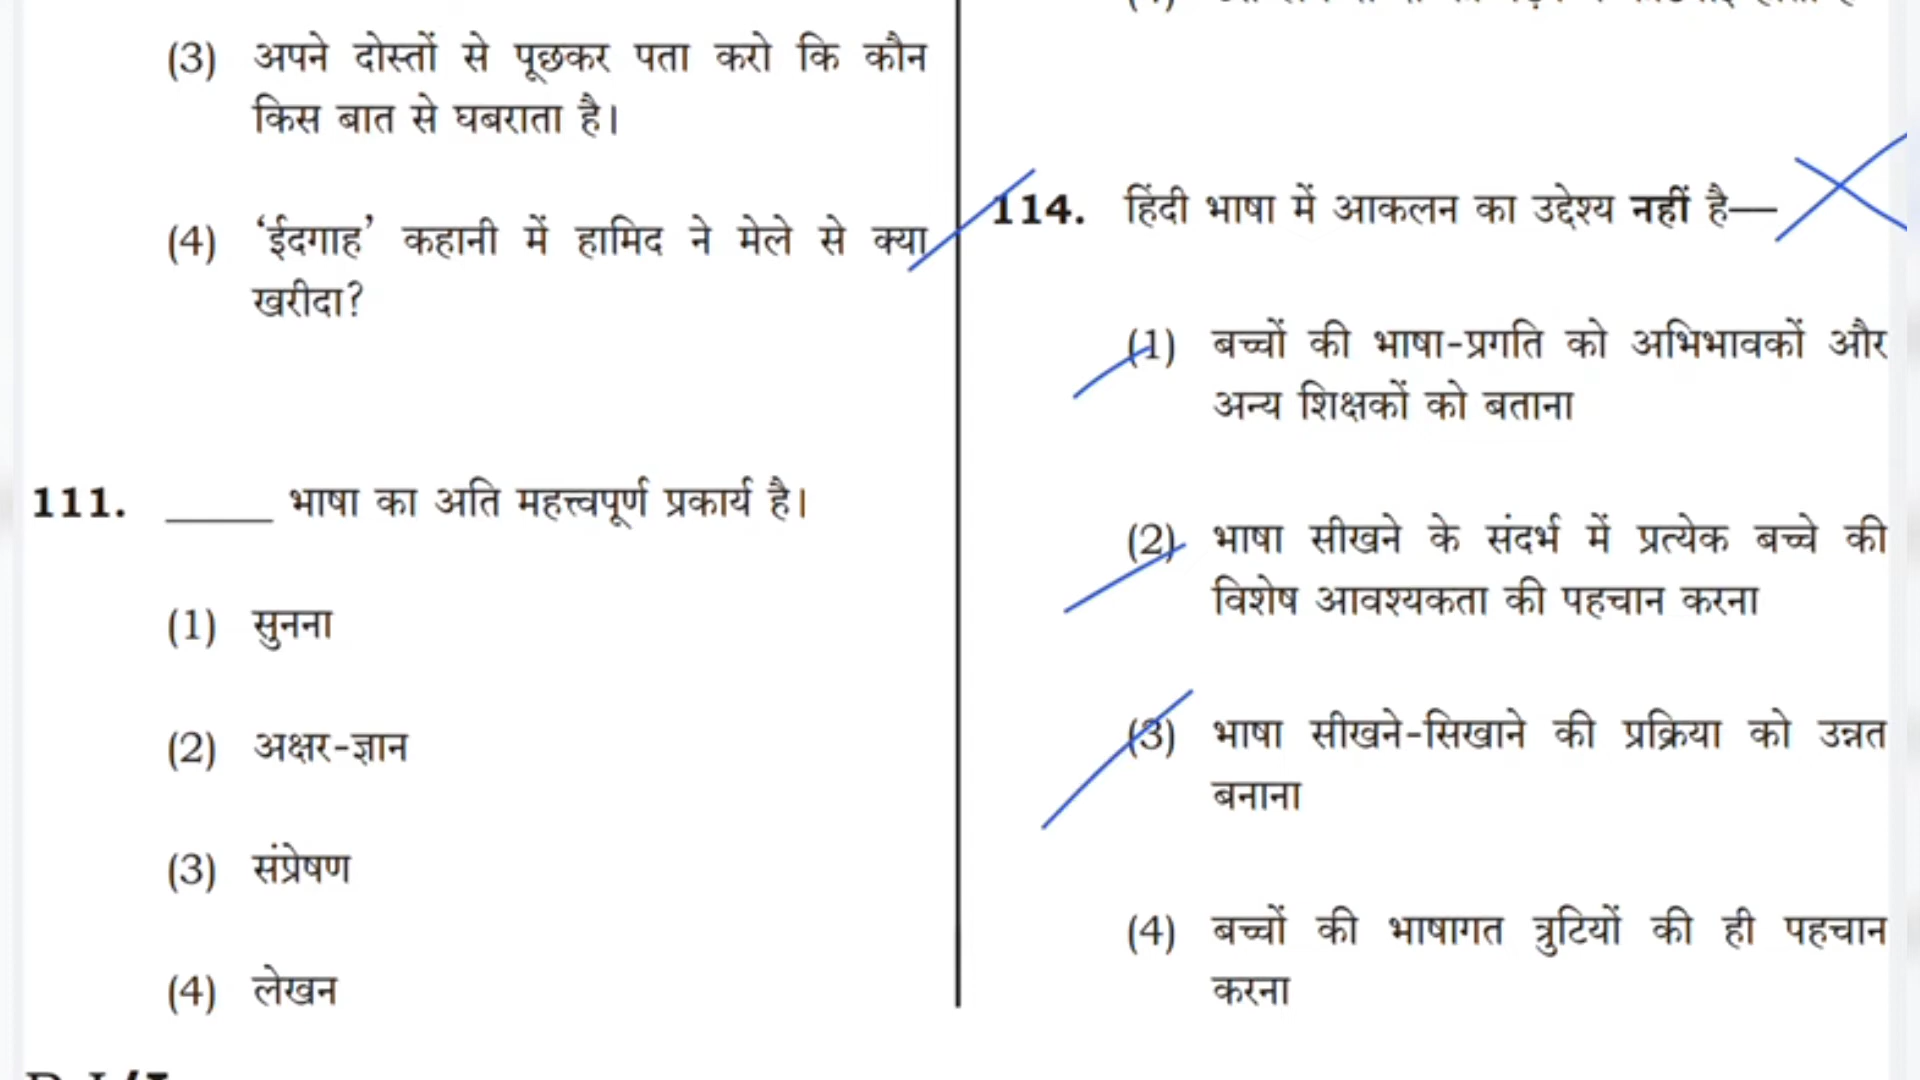 (3) अपने दोस्तों से पूछकर पता करो कि कौन
किस बात से घबराता है।
(4) ‘ईदगाह’ कहानी में हामिद ने मेले से क्या
खरीदा?
111. _____ भाषा का अति महत्त्वपूर्ण प्रकार्य है।
(1) सुनना
(2) अक्षर-ज्ञान
(3) संप्रेषण
(4) लेखन
114. हिंदी भाषा में आकलन का उद्देश्य नहीं है—
(1) बच्चों की भाषा-प्रगति को अभिभावकों और
अन्य शिक्षकों को बताना
(2) भाषा सीखने के संदर्भ में प्रत्येक बच्चे की
विशेष आवश्यकता की पहचान करना
(3) भाषा सीखने-सिखाने की प्रक्रिया को उन्नत
बनाना
(4) बच्चों की भाषागत त्रुटियों की ही पहचान
करना